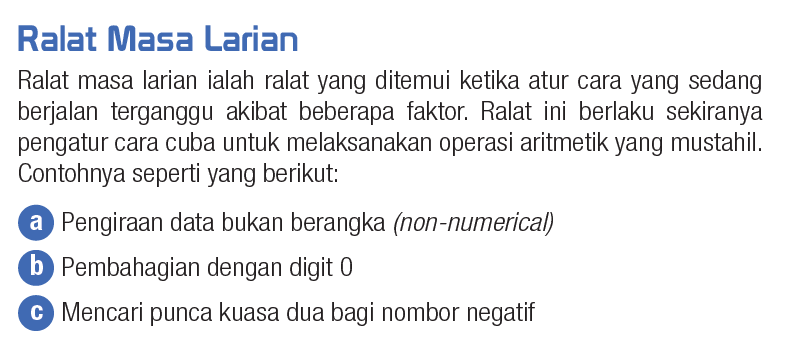 Ralat Masa Larian
Ralat masa larian ialah ralat yang ditemui ketika atur cara yang sedang
berjalan terganggu akibat beberapa faktor. Ralat ini berlaku sekiranya
pengatur cara cuba untuk melaksanakan operasi aritmetik yang mustahil.
Contohnya seperti yang berikut:
a Pengiraan data bukan berangka (non-numerical)
b Pembahagian dengan digit 0
c Mencari punca kuasa dua bagi nombor negatif